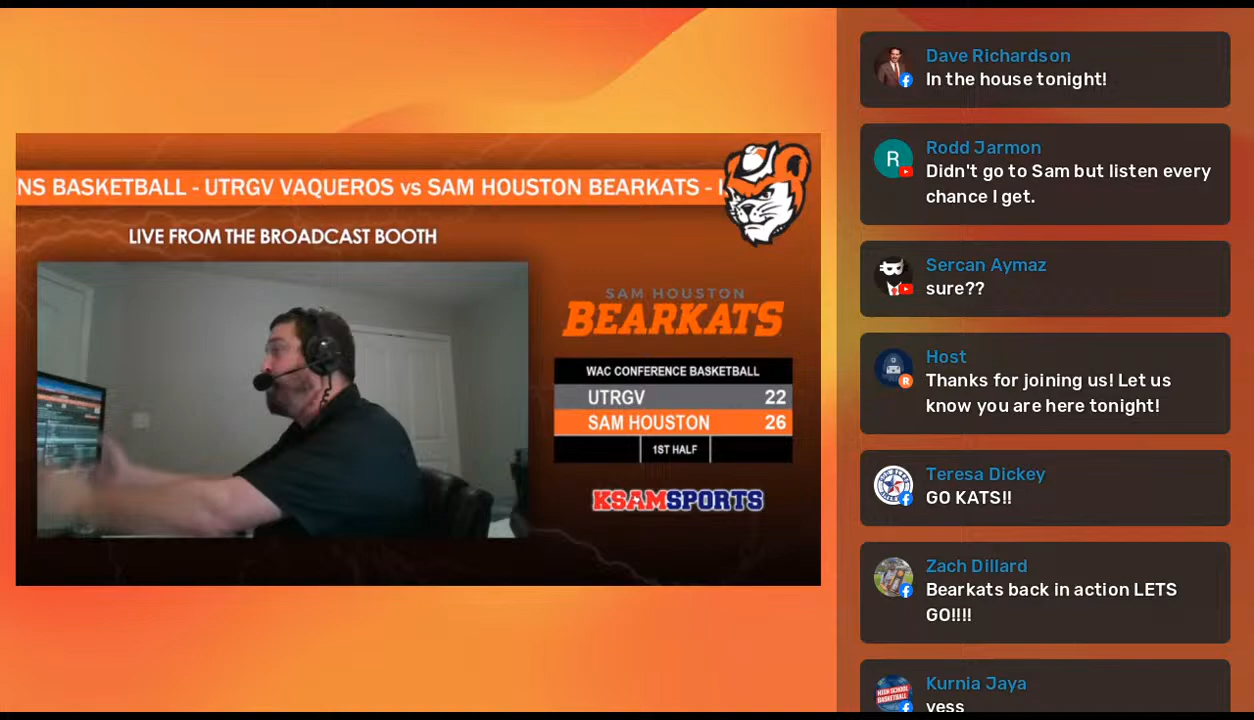 NS BASKETBALL - UTRGV VAQUEROS vs SAM HOUSTON BEARKATS -
LIVE FROM THE BROADCAST BOOTH
SAM HOUSTON
BEARKATS
WAC CONFERENCE BASKETBALL
UTRGV 22
SAM HOUSTON 26
1ST HALF
KSAMSPORTS
Dave Richardson
In the house tonight!
R
Rodd Jarmon
Didn't go to Sam but listen every
chance I get.
Sercan Aymaz
sure??
Host
Thanks for joining us! Let us
know you are here tonight!
Teresa Dickey
GO KATS!!
Zach Dillard
Bearkats back in action LETS
GO!!!!
HIGH SCHOOL
BASKETBALL
Kurnia Jaya
yess